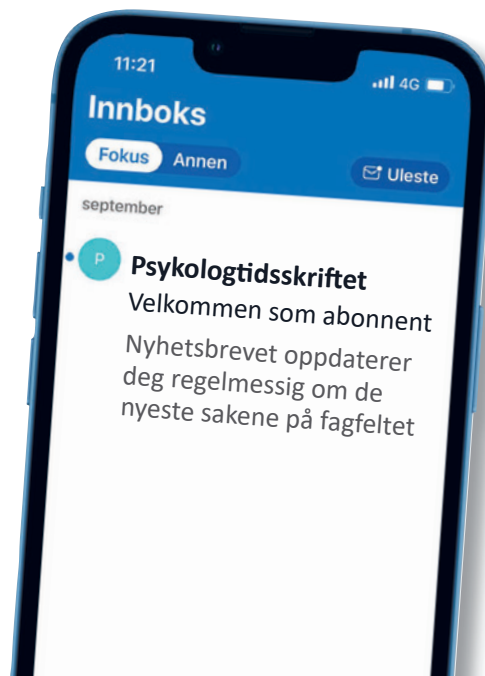 11:21
4G
Innboks
Fokus Annen
Uleste
september
P
Psykologtidsskriftet
Velkommen som abonnent
Nyhetsbrevet oppdaterer
deg regelmessig om de
nyeste sakene på fagfeltet